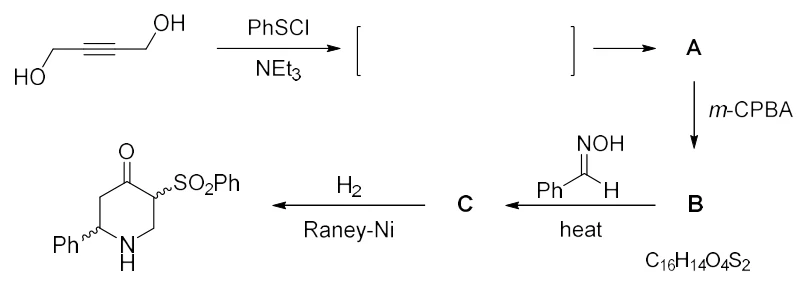 OH
HO
PhSCl
NEt3
A
m-CPBA
B
C16H14O4S2
NOH
Ph H
heat
C
H2
Raney-Ni
O
SO2Ph
Ph
N
H